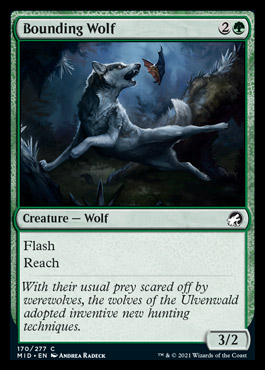 Bounding Wolf 2
Creature — Wolf
Flash
Reach
With their usual prey scared off by
werewolves, the wolves of the Ulvenwald
adopted inventive new hunting
techniques.
3/2
170/277 C
MID • EN ANDREA RADECK ™ & © 2021 Wizards of the Coast